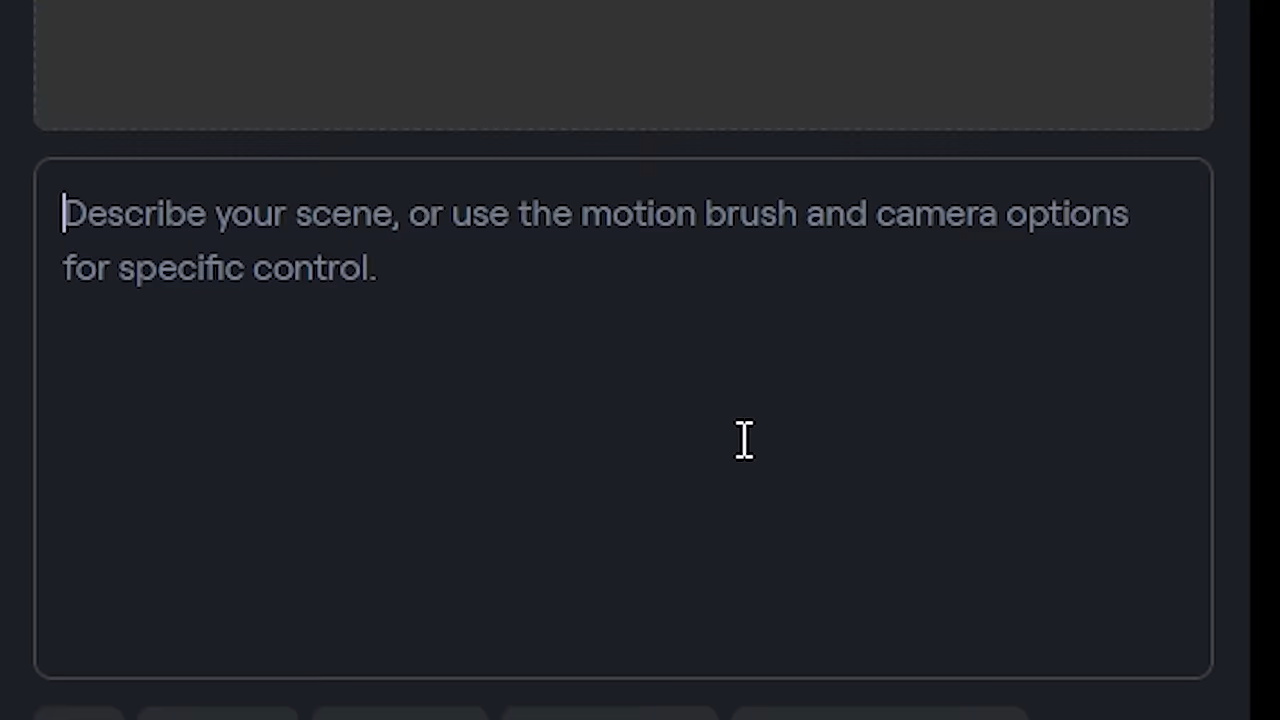 Describe your scene, or use the motion brush and camera options
for specific control.